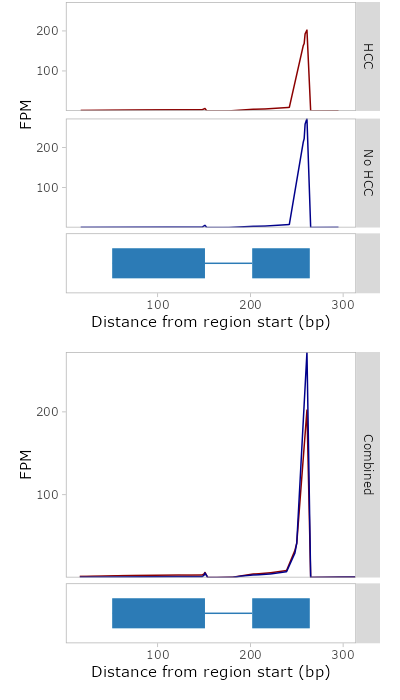 200
100
HCC
FPM
200
100
No HCC
100 200 300
Distance from region start (bp)
200
100
FPM
Combined
100 200 300
Distance from region start (bp)